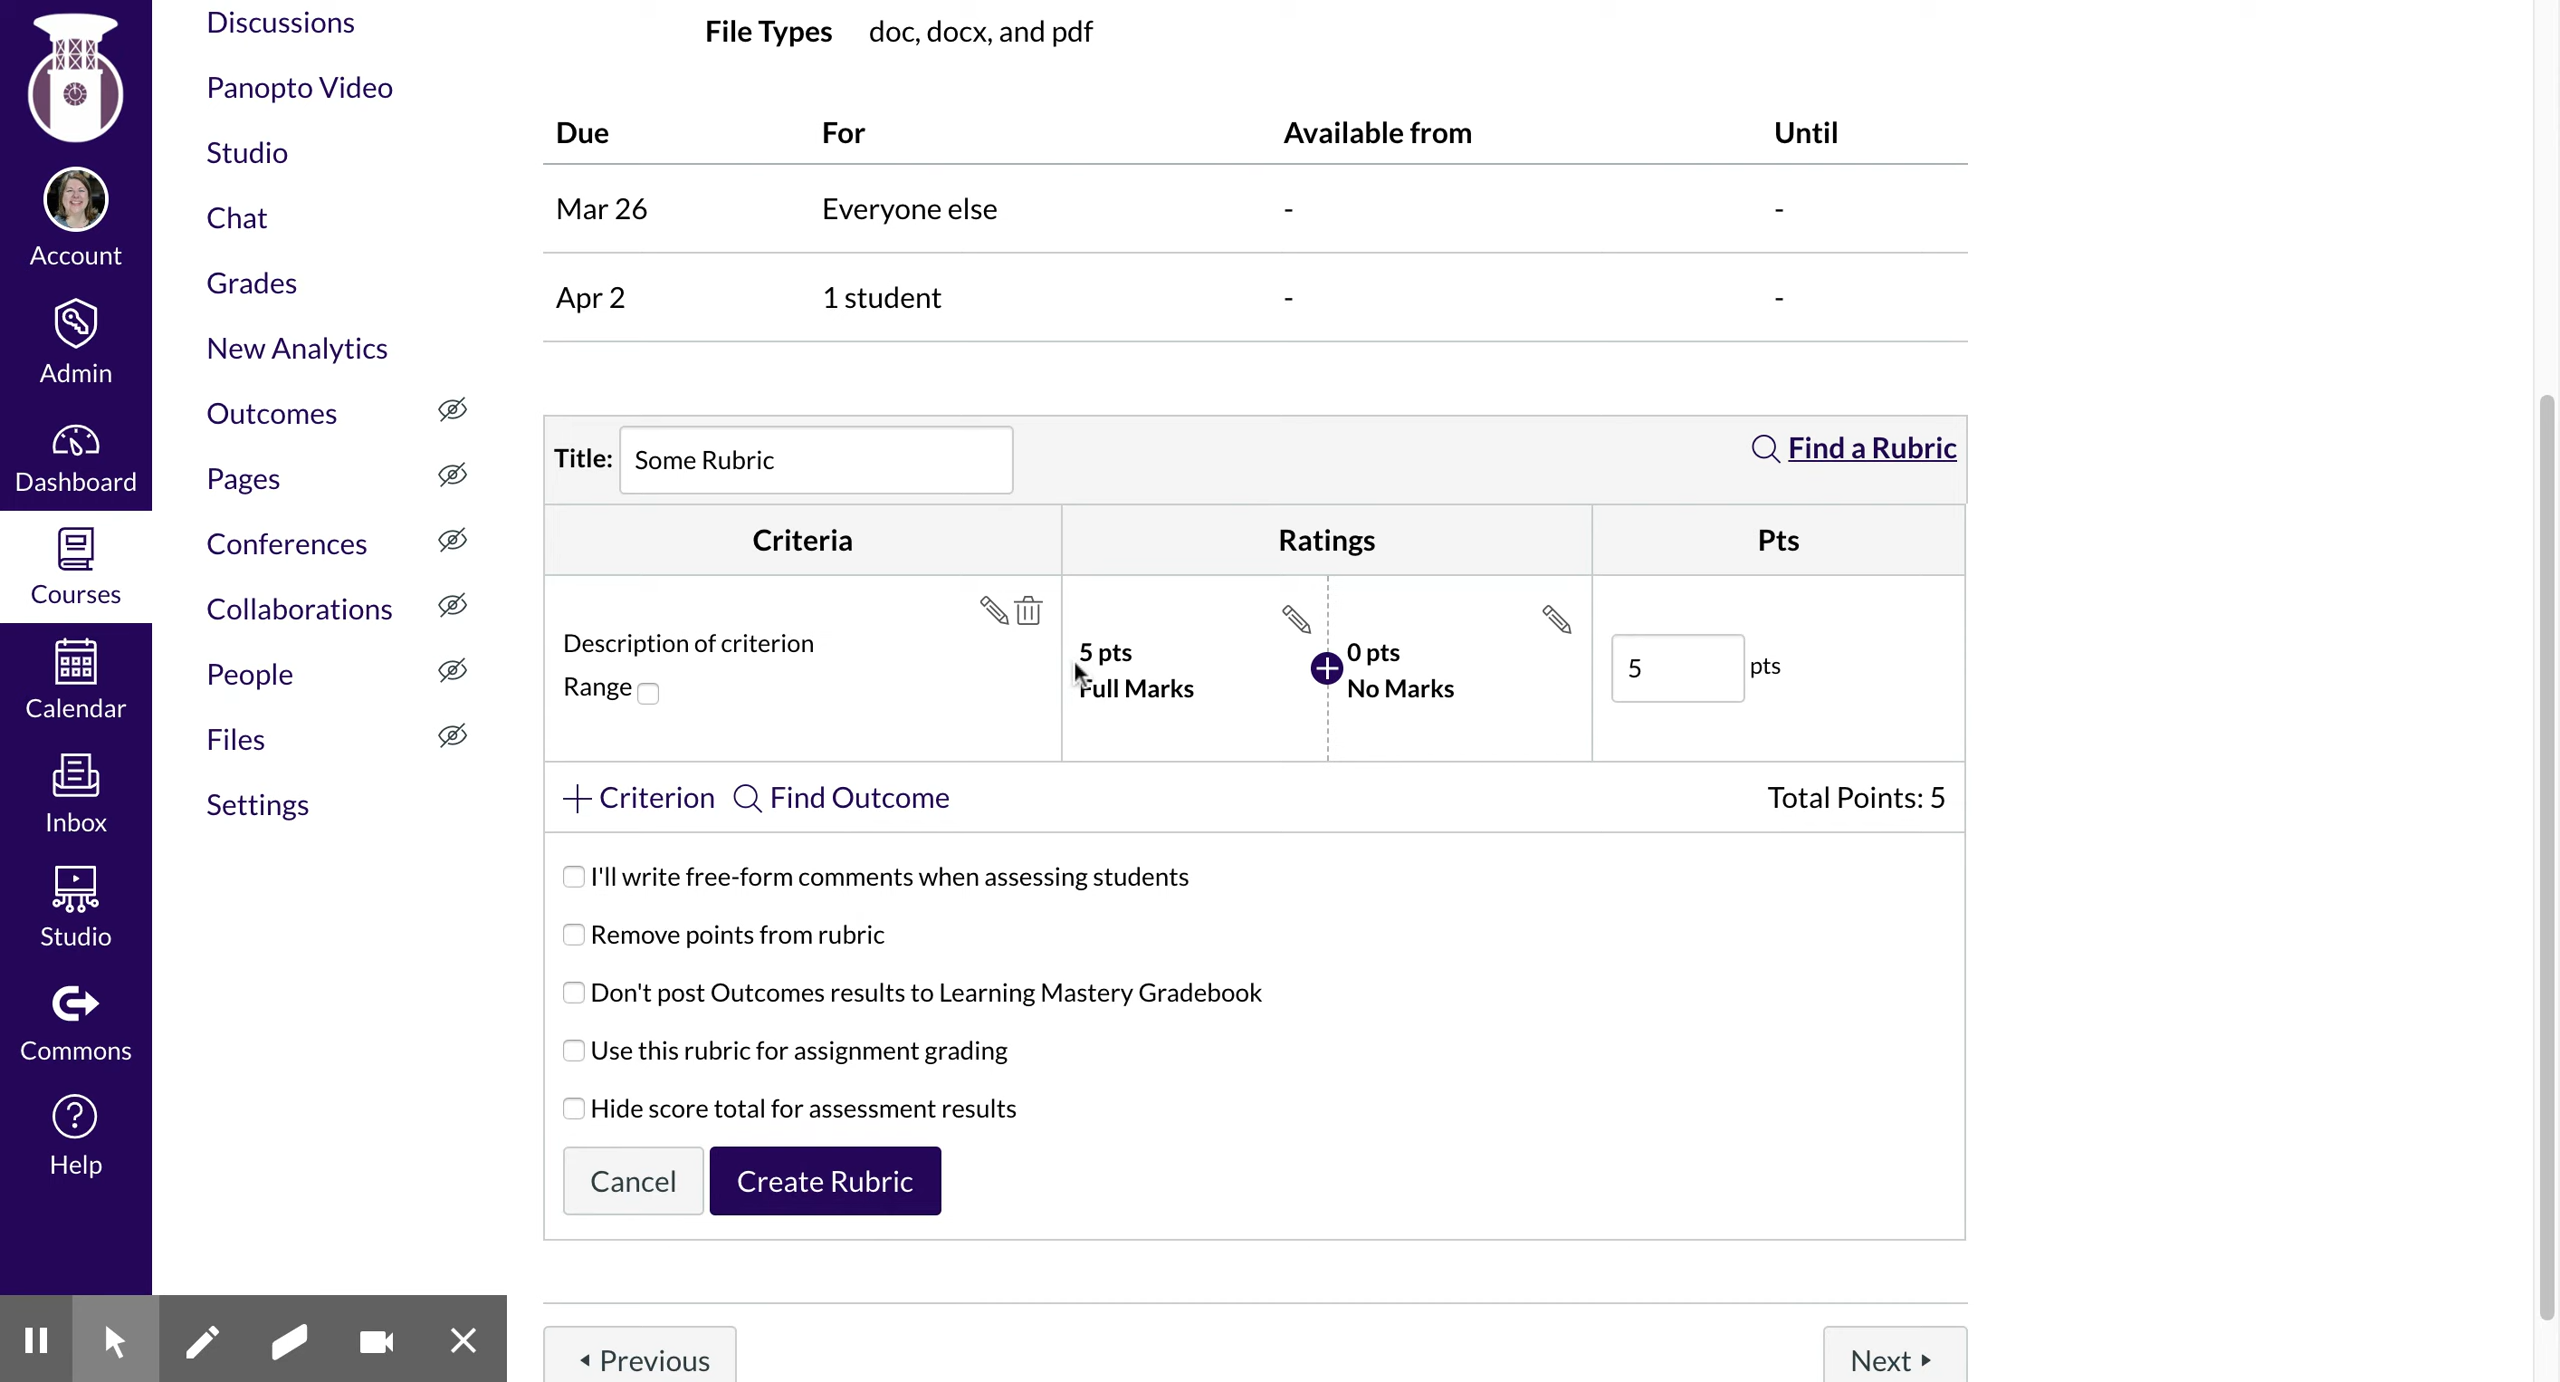 Account
Admin
Dashboard
Courses
Calendar
Inbox
Studio
Commons
Help
Discussions
Panopto Video
Studio
Chat
Grades
New Analytics
Outcomes
Pages
Conferences
Collaborations
People
Files
Settings
File Types doc, docx, and pdf
Due For Available from Until
Mar 26 Everyone else - -
Apr 2 1 student - -
Title: Some Rubric Find a Rubric
Criteria Ratings Pts
Description of criterion
Range
5 pts
Full Marks
0 pts
No Marks
5 pts
Criterion Find Outcome Total Points: 5
I'll write free-form comments when assessing students
Remove points from rubric
Don't post Outcomes results to Learning Mastery Gradebook
Use this rubric for assignment grading
Hide score total for assessment results
Cancel Create Rubric
Previous Next